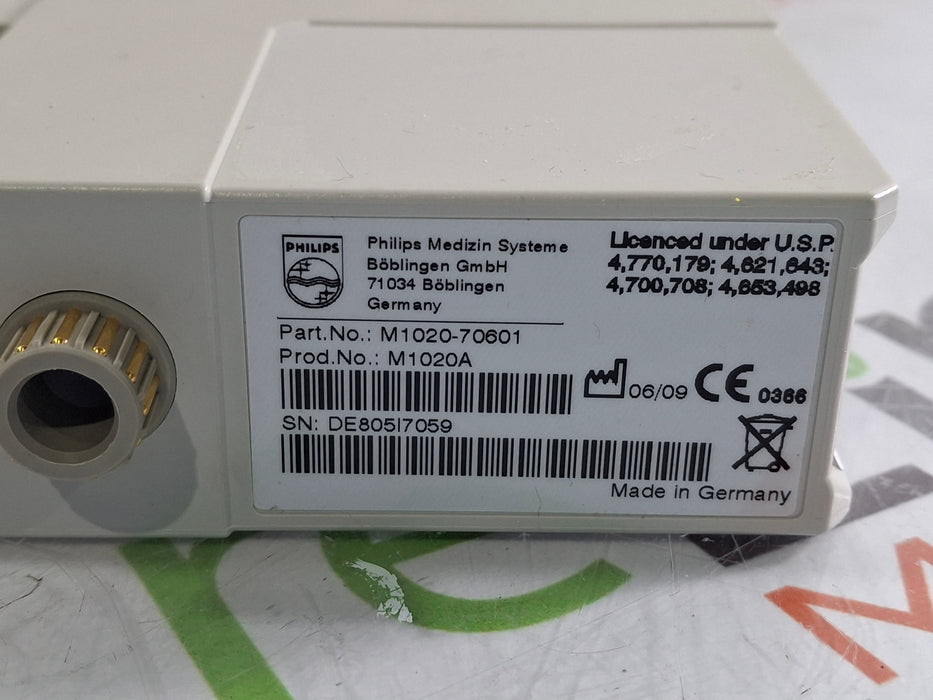 PHILIPS
Philips Medizin Systeme
Böblingen GmbH
71034 Böblingen
Germany
Licenced under U.S.P.
4,770,179; 4,621,643;
4,700,708; 4,653,498
Part.No.: M1020-70601
Prod.No.: M1020A
06/09
CE 0366
SN: DE805I7059
Made in Germany
re